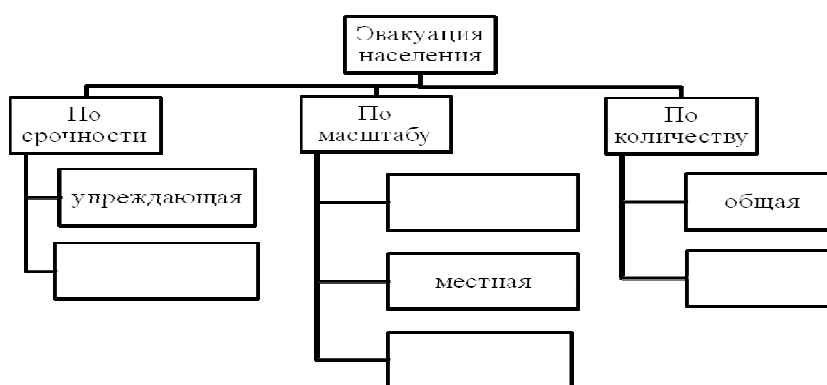 Эвакуация
населения
По
срочности
упреждающая
По
масштабу
местная
По
количеству
общая